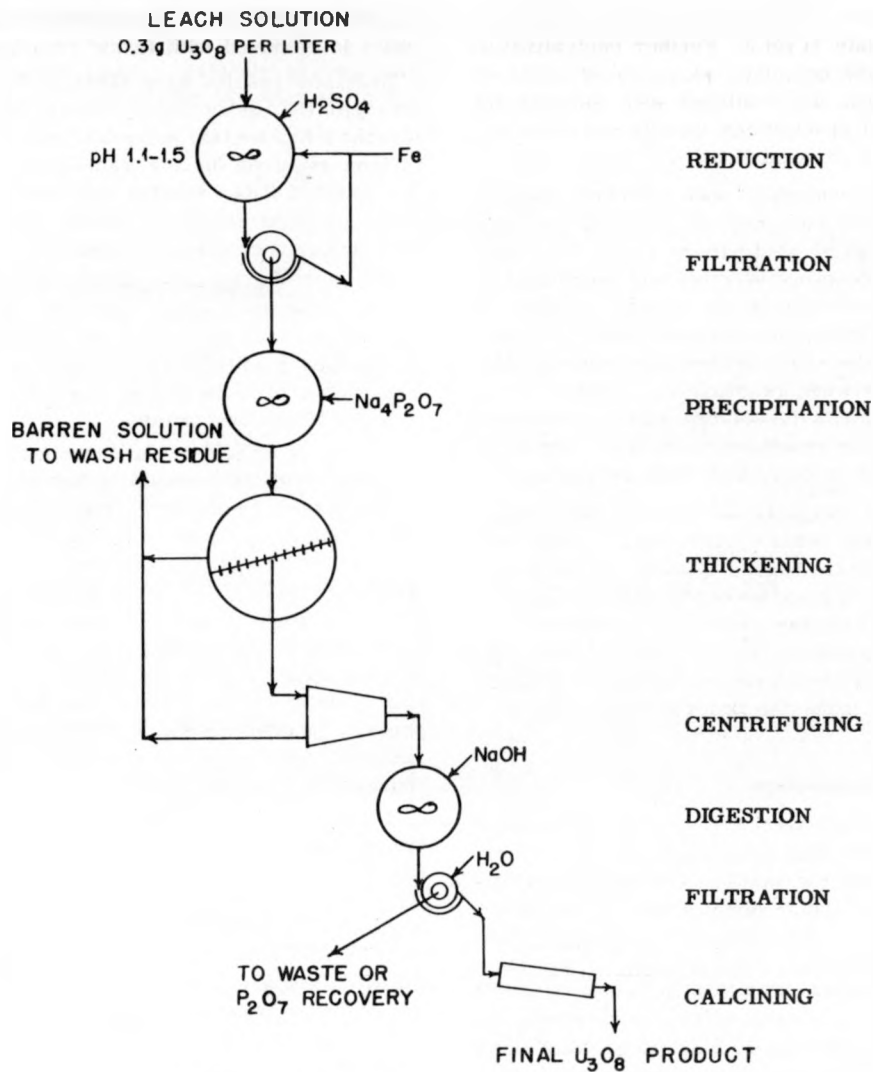 LEACH SOLUTION
0.3g U₃O₈ PER LITER
H₂SO₄
pH 1.1-1.5
Fe
REDUCTION
FILTRATION
Na₄P₂O₇
PRECIPITATION
BARREN SOLUTION
TO WASH RESIDUE
THICKENING
CENTRIFUGING
NaOH
DIGESTION
H₂O
FILTRATION
TO WASTE OR
P₂O₇ RECOVERY
CALCINING
FINAL U₃O₈ PRODUCT